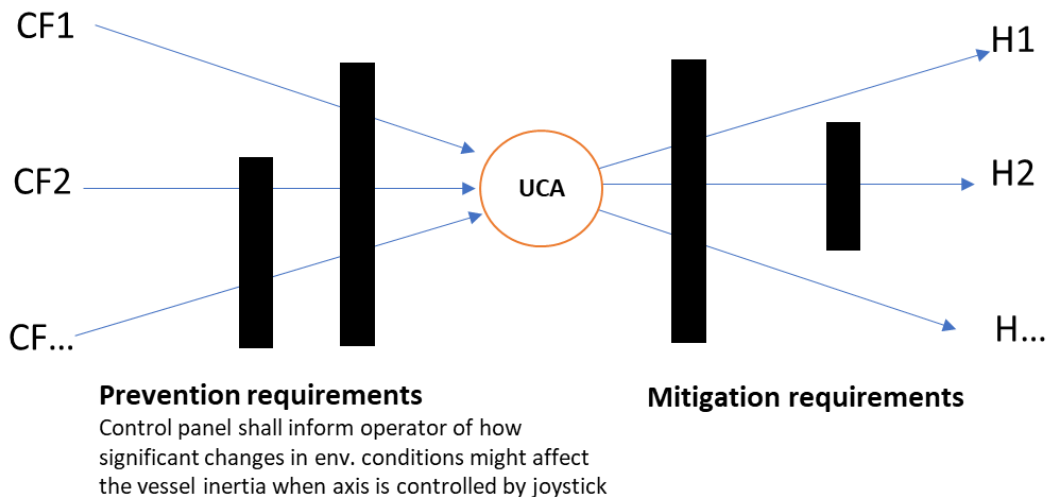 CF1
H1
CF2
UCA
H2
CF...
H...
Prevention requirements
Mitigation requirements
Control panel shall inform operator of how
significant changes in env. conditions might affect
the vessel inertia when axis is controlled by joystick